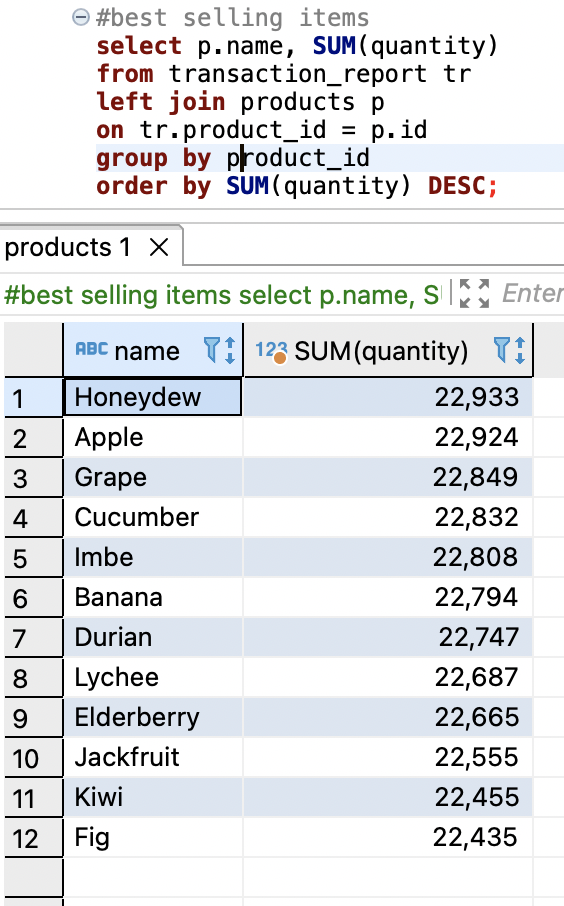 #best selling items
select p.name, SUM(quantity)
from transaction_report tr
left join products p
on tr.product_id = p.id
group by product_id
order by SUM(quantity) DESC;
products 1 ×
#best selling items select p.name, S Enter
ABC name 123 SUM(quantity)
1 Honeydew 22,933
2 Apple 22,924
3 Grape 22,849
4 Cucumber 22,832
5 Imbe 22,808
6 Banana 22,794
7 Durian 22,747
8 Lychee 22,687
9 Elderberry 22,665
10 Jackfruit 22,555
11 Kiwi 22,455
12 Fig 22,435